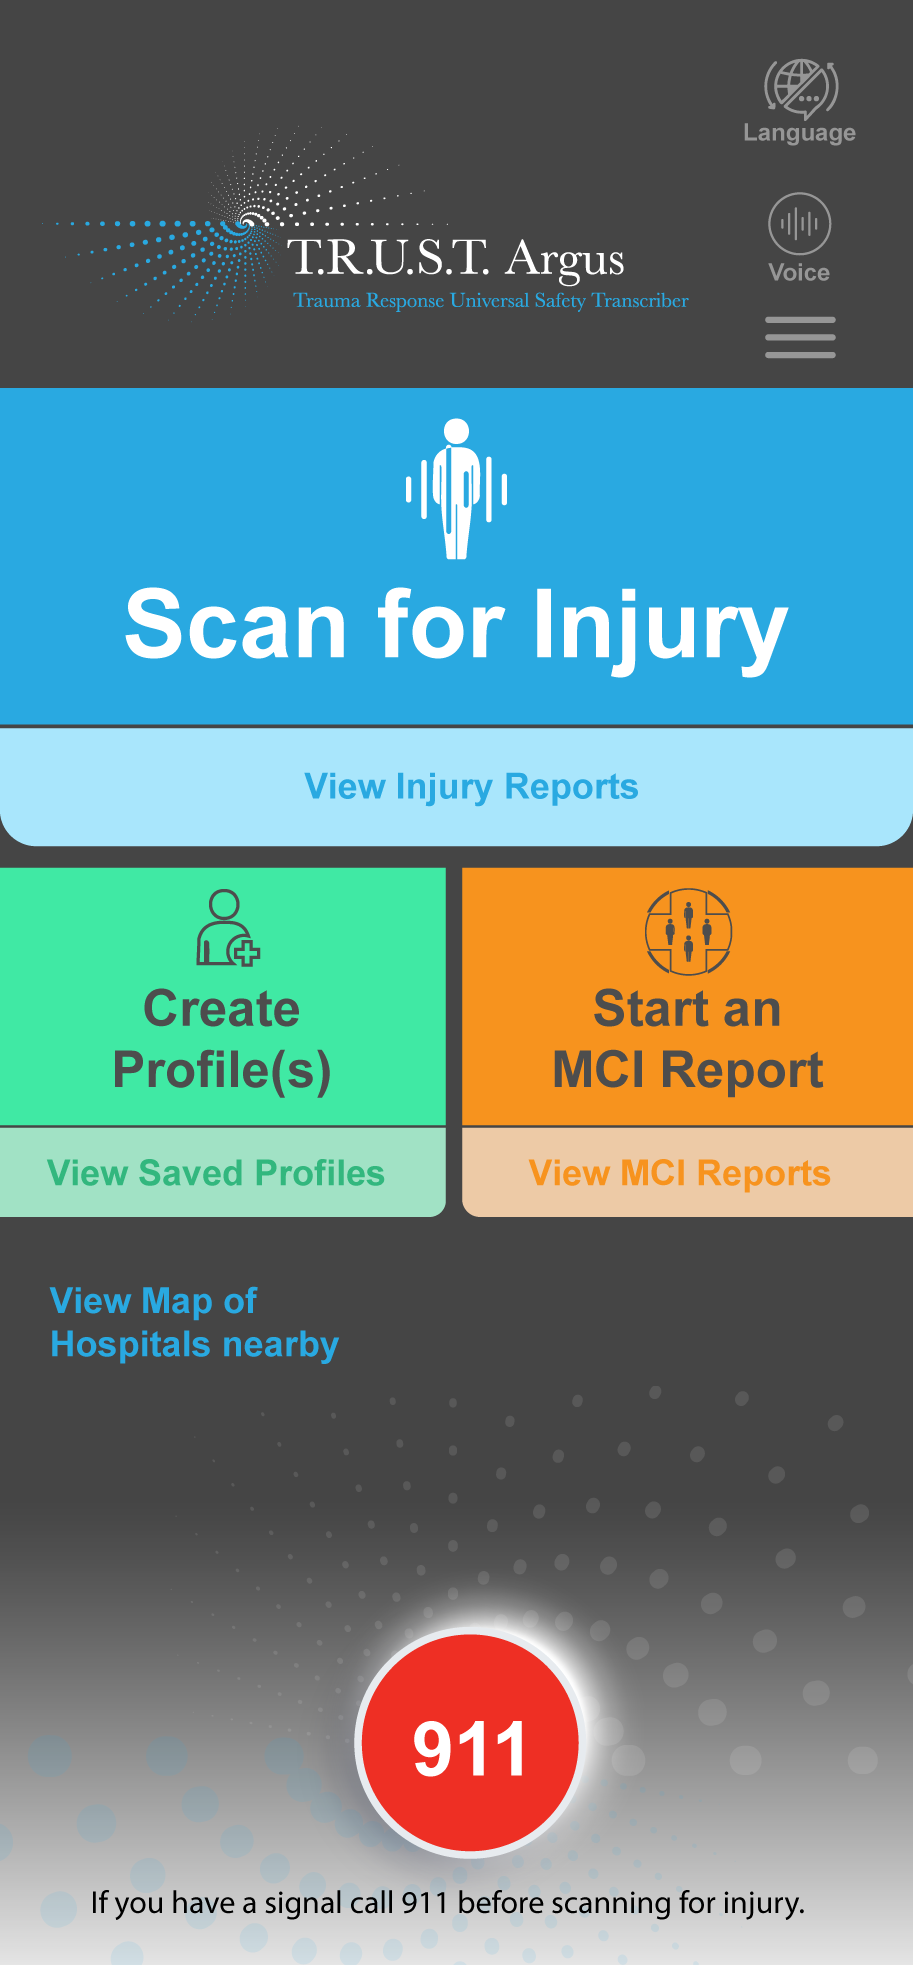 Language
T.R.U.S.T. Argus
Trauma Response Universal Safety Transcriber
Voice
Scan for Injury
View Injury Reports
Create
Profile(s)
View Saved Profiles
Start an
MCI Report
View MCI Reports
View Map of
Hospitals nearby
911
If you have a signal call 911 before scanning for injury.